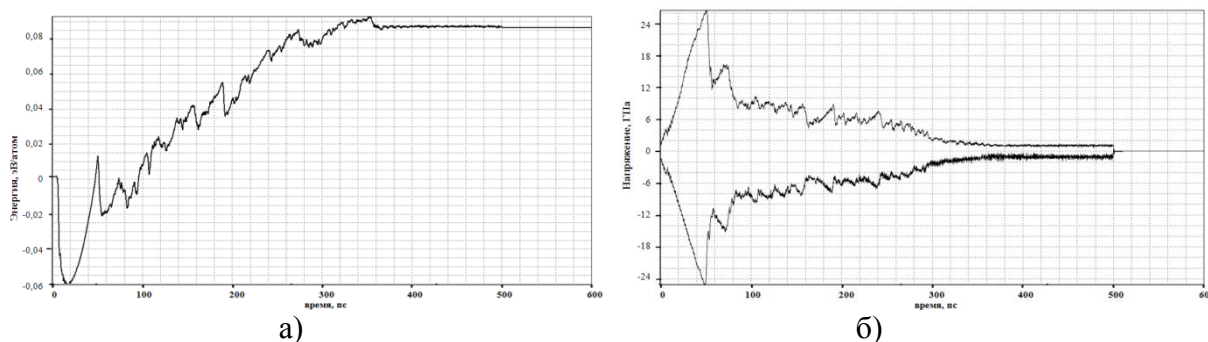 0,08
0,06
0,04
0,02
0
-0,02
-0,04
-0,06
Энергия, эВ/атом
0 100 200 300 400 500 600
время, пс
а)
24
18
12
6
0
-6
-12
-18
-24
Напряжение, ГПа
0 100 200 300 400 500 60
время, пс
б)